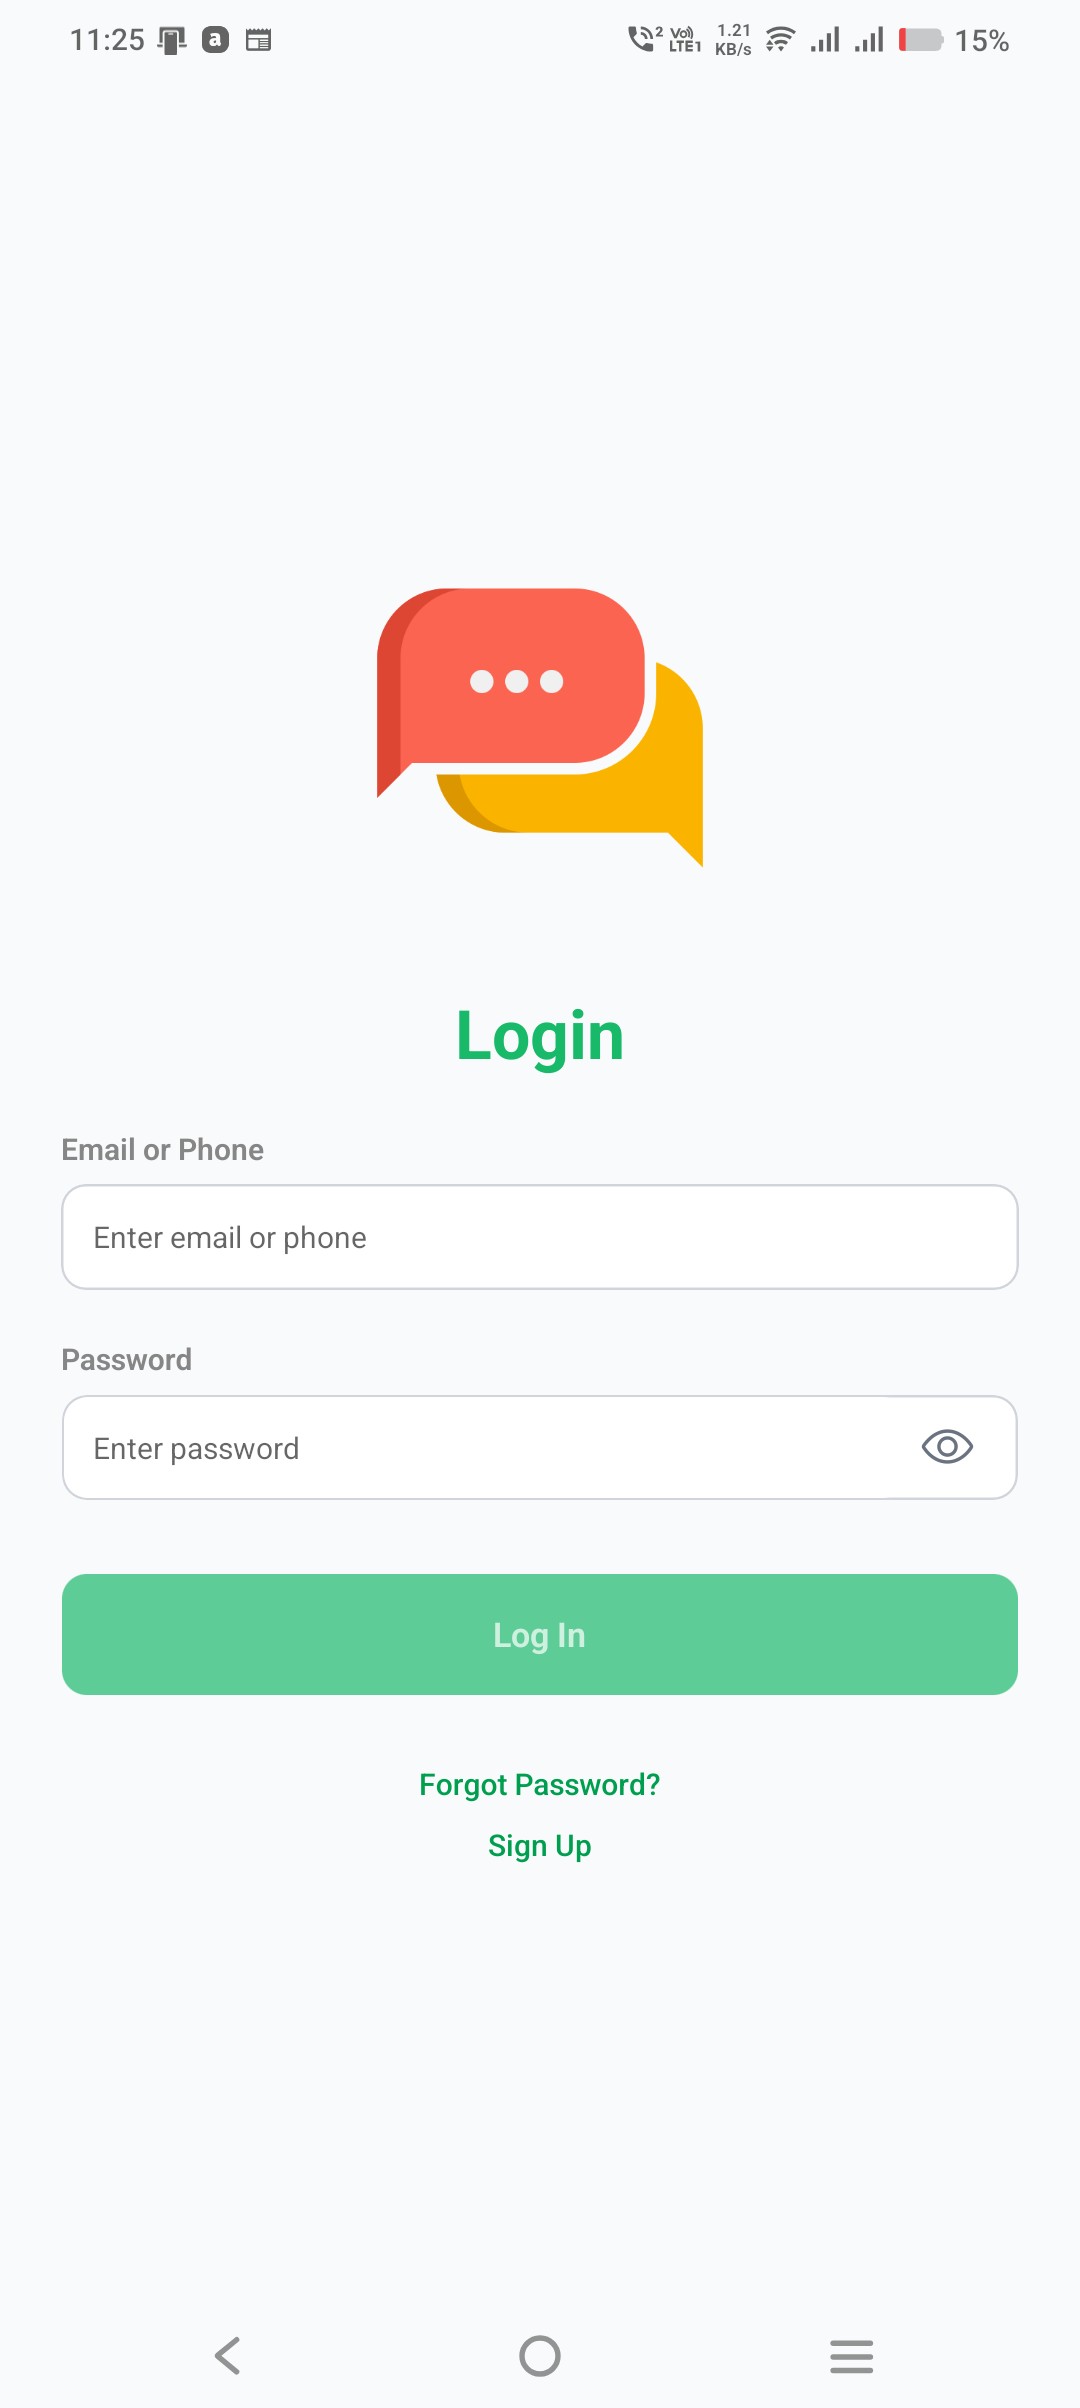 11:25
a
2
Vo)) LTE1
1.21 KB/s
15%
Login
Email or Phone
Enter email or phone
Password
Enter password
Log In
Forgot Password?
Sign Up